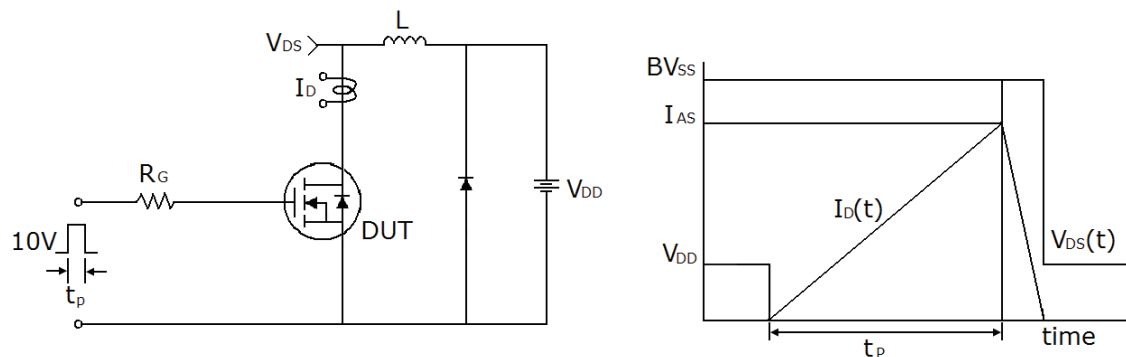 VDS
L
ID
RG
VDD
DUT
10V
tp
BVSS
IAS
ID(t)
VDD
VDS(t)
tp
time